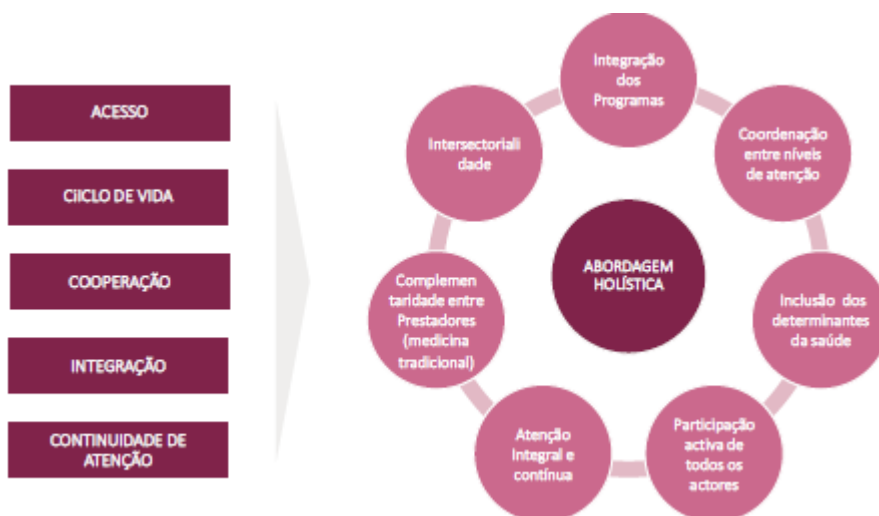 ACESSO
CIICLO DE VIDA
COOPERAÇÃO
INTEGRAÇÃO
CONTINUIDADE DE
ATENÇÃO
Integração
dos
Programas
Coordenação
entre níveis
de atenção
Inclusão dos
determinantes
da saúde
Participação
activa de
todos os
actores
Atenção
Integral e
contínua
Complemen
taridade entre
Prestadores
(medicina
tradicional)
Intersectoriali
dade
ABORDAGEM
HOLÍSTICA